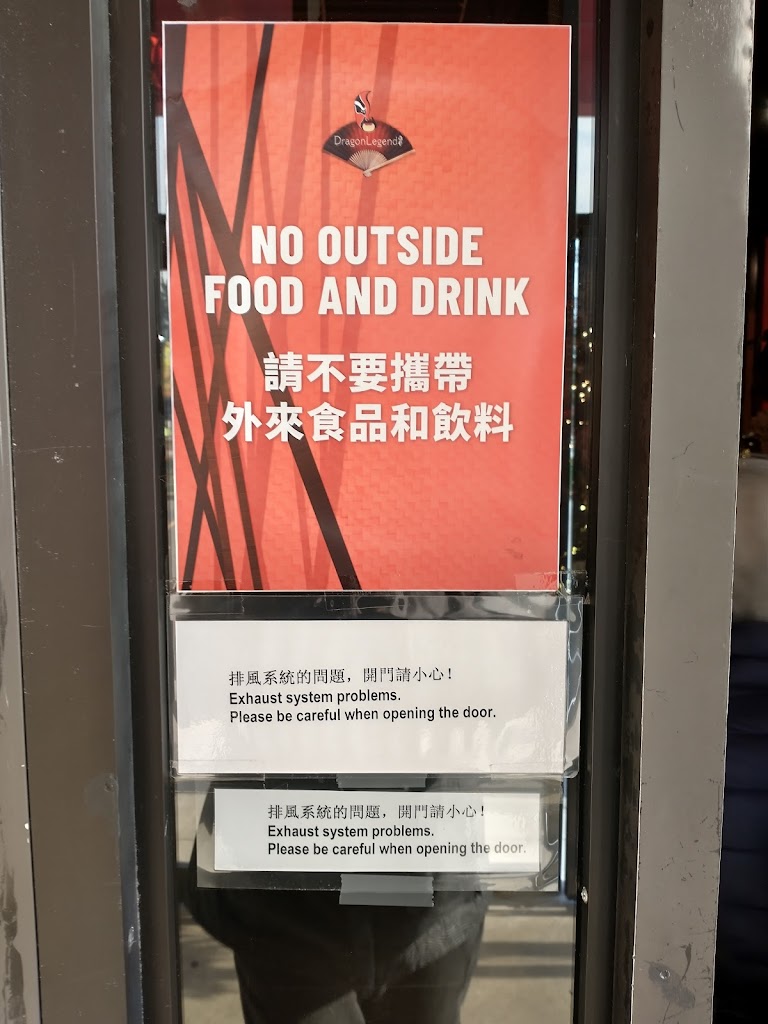 DragonLegend
NO OUTSIDE
FOOD AND DRINK
請不要攜帶
外來食品和飲料
排風系統的問題，開門請小心！
Exhaust system problems.
Please be careful when opening the door.
排風系統的問題，開門請小心！
Exhaust system problems.
Please be careful when opening the door.